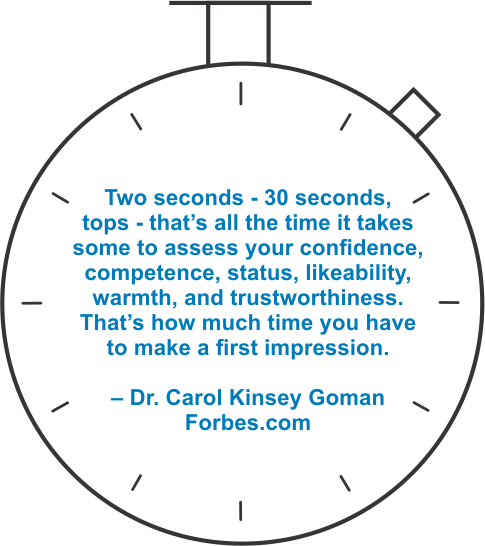 Two seconds - 30 seconds,
tops - that’s all the time it takes
some to assess your confidence,
competence, status, likeability,
warmth, and trustworthiness.
That’s how much time you have
to make a first impression.
– Dr. Carol Kinsey Goman
Forbes.com